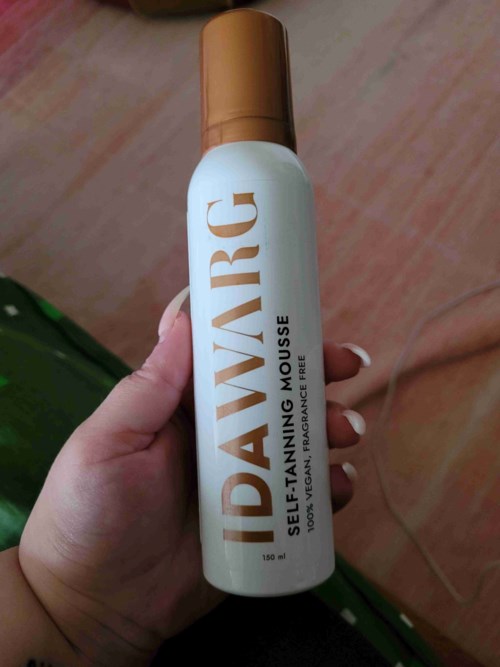 IDAWARG
SELF-TANNING MOUSSE
100% VEGAN, FRAGRANCE FREE
150 ml